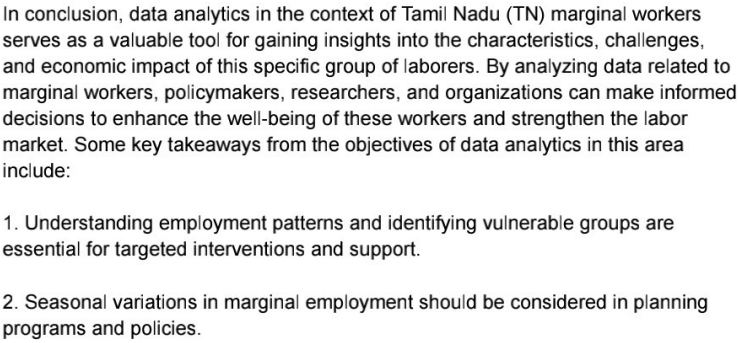 In conclusion, data analytics in the context of Tamil Nadu (TN) marginal workers
serves as a valuable tool for gaining insights into the characteristics, challenges,
and economic impact of this specific group of laborers. By analyzing data related to
marginal workers, policymakers, researchers, and organizations can make informed
decisions to enhance the well-being of these workers and strengthen the labor
market. Some key takeaways from the objectives of data analytics in this area
include:
1. Understanding employment patterns and identifying vulnerable groups are
essential for targeted interventions and support.
2. Seasonal variations in marginal employment should be considered in planning
programs and policies.